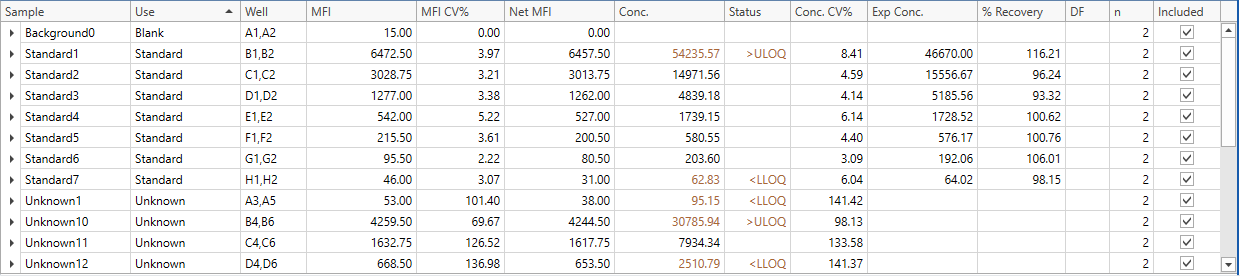 Sample Use Well MFI MFI CV% Net MFI Conc. Status Conc. CV% Exp Conc. % Recovery DF n Included
Background0 Blank A1,A2 15.00 0.00 0.00 2
Standard1 Standard B1,B2 6472.50 3.97 6457.50 54235.57 >ULOQ 8.41 46670.00 116.21 2
Standard2 Standard C1,C2 3028.75 3.21 3013.75 14971.56 4.59 15556.67 96.24 2
Standard3 Standard D1,D2 1277.00 3.38 1262.00 4839.18 4.14 5185.56 93.32 2
Standard4 Standard E1,E2 542.00 5.22 527.00 1739.15 6.14 1728.52 100.62 2
Standard5 Standard F1,F2 215.50 3.61 200.50 580.55 4.40 576.17 100.76 2
Standard6 Standard G1,G2 95.50 2.22 80.50 203.60 3.09 192.06 106.01 2
Standard7 Standard H1,H2 46.00 3.07 31.00 62.83 <LLOQ 6.04 64.02 98.15 2
Unknown1 Unknown A3,A5 53.00 101.40 38.00 95.15 <LLOQ 141.42 2
Unknown10 Unknown B4,B6 4259.50 69.67 4244.50 30785.94 >ULOQ 98.13 2
Unknown11 Unknown C4,C6 1632.75 126.52 1617.75 7934.34 133.58 2
Unknown12 Unknown D4,D6 668.50 136.98 653.50 2510.79 <LLOQ 141.37 2